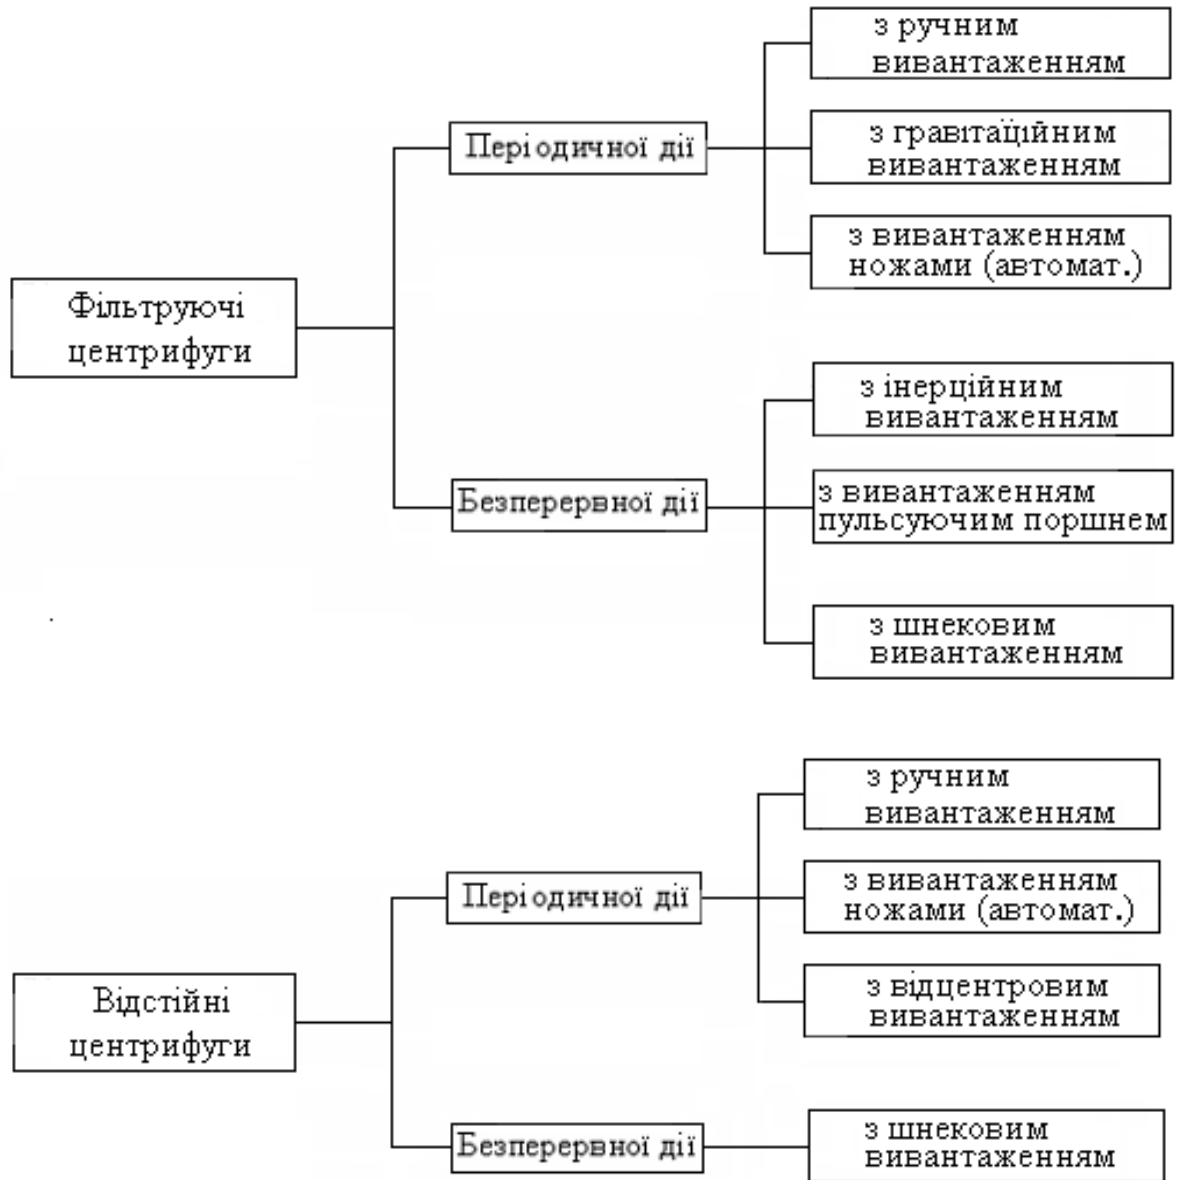 з ручним
вивантаженням
Періодичної дії
з гравітаційним
вивантаженням
з вивантаженням
ножами (автомат.)
Фільтруючі
центрифуги
з інерційним
вивантаженням
Безперервної дії
з вивантаженням
пульсуючим поршнем
з шнековим
вивантаженням
з ручним
вивантаженням
Періодичної дії
з вивантаженням
ножами (автомат.)
з відцентровим
вивантаженням
Відстійні
центрифуги
Безперервної дії
з шнековим
вивантаженням